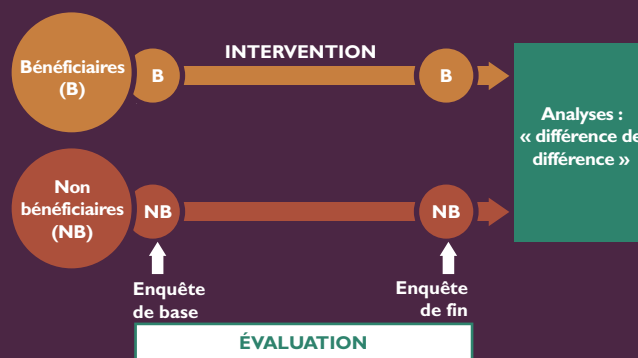 Bénéficiaires
(B)
B
INTERVENTION
B
Analyses :
« différence de
différence »
Non
bénéficiaires
(NB)
NB
NB
Enquête
de base
Enquête
de fin
ÉVALUATION